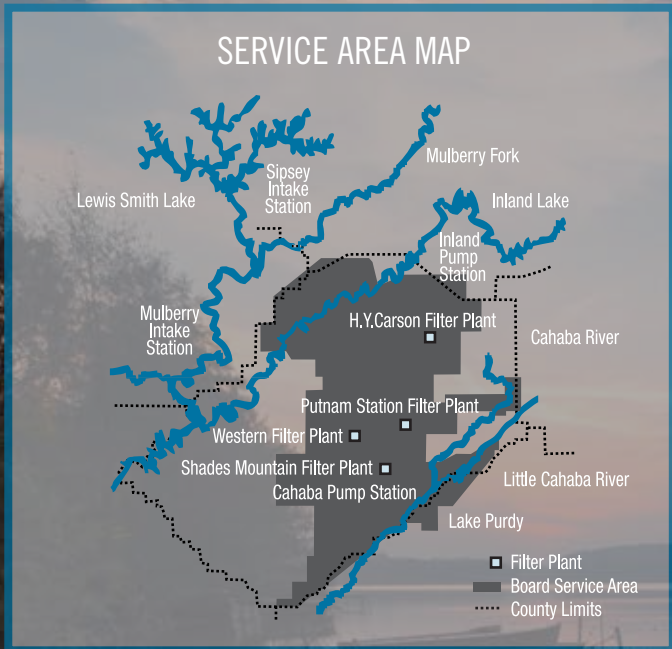 SERVICE AREA MAP
Mulberry Fork
Sipsey
Intake
Station
Lewis Smith Lake
Inland Lake
Inland
Pump
Station
Mulberry
Intake
Station
H.Y.Carson Filter Plant
Cahaba River
Putnam Station Filter Plant
Western Filter Plant
Shades Mountain Filter Plant
Cahaba Pump Station
Little Cahaba River
Lake Purdy
Filter Plant
Board Service Area
County Limits